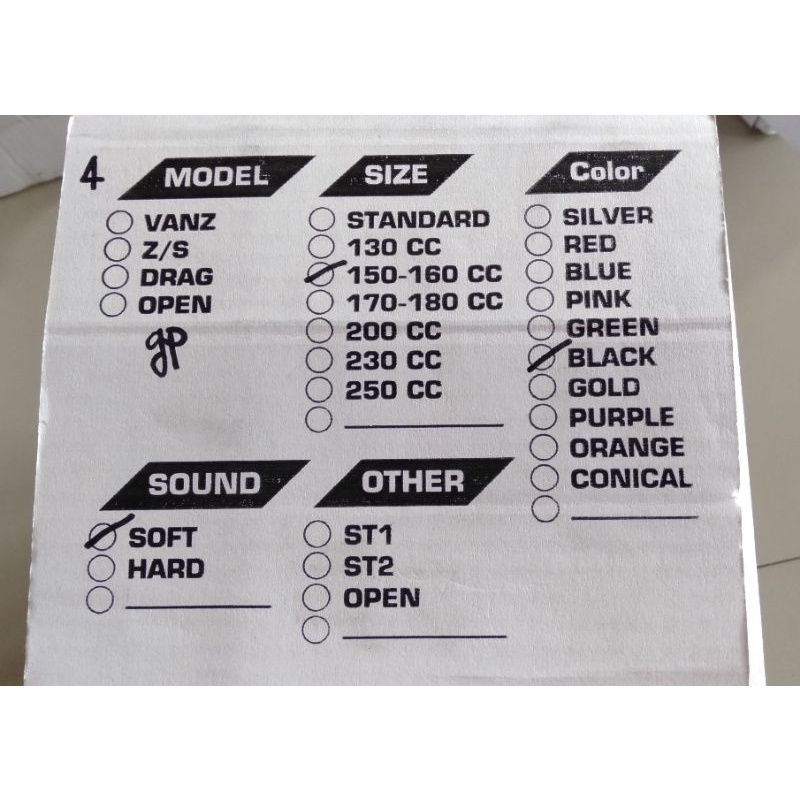 4
MODEL
VANZ
Z/S
DRAG
OPEN
gp
SIZE
STANDARD
130 CC
150-160 CC
170-180 CC
200 CC
230 CC
250 CC
Color
SILVER
RED
BLUE
PINK
GREEN
BLACK
GOLD
PURPLE
ORANGE
CONICAL
SOUND
SOFT
HARD
OTHER
ST1
ST2
OPEN